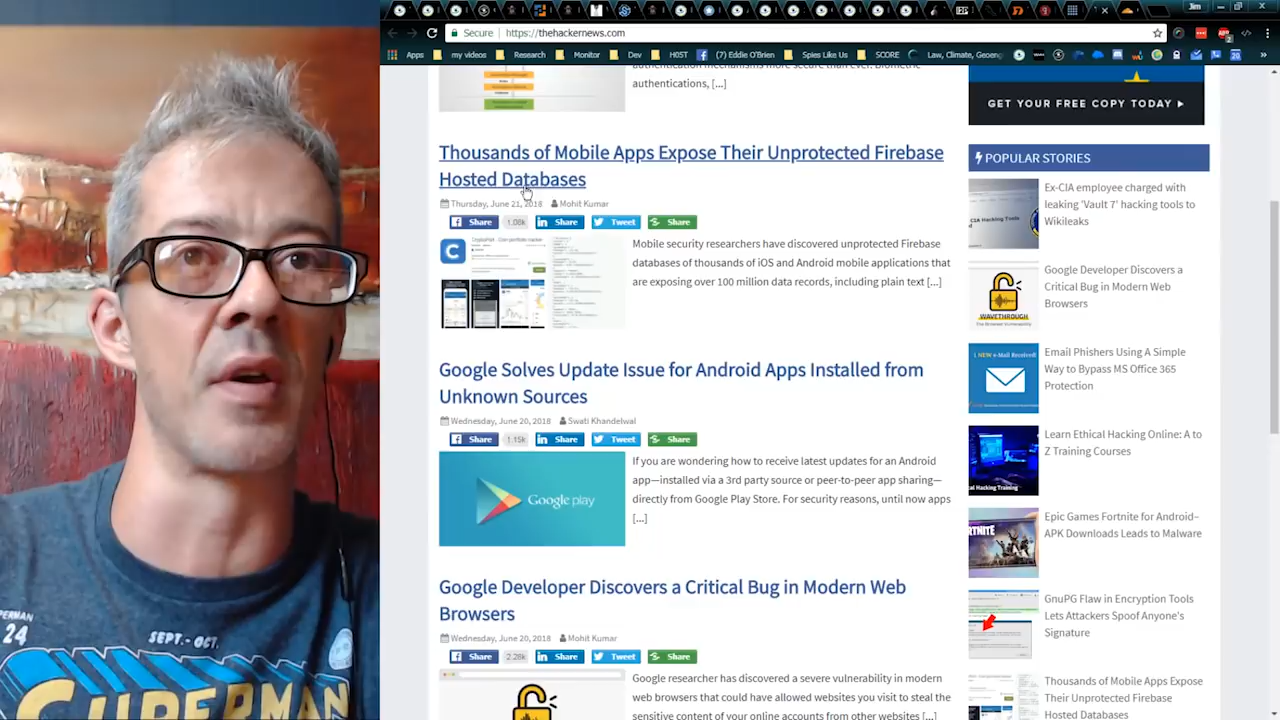 Jim
Secure https://thehackernews.com
Apps my videos Research Monitor Dev H0ST (7) Eddie O'Brien Spies Like Us SCORE Law, Climate, Geoen
authentication mechanisms more secure than ever. Biometric
authentications, [...]
Thousands of Mobile Apps Expose Their Unprotected Firebase
Hosted Databases
Thursday, June 21, 2018 Mohit Kumar
Share 1.08k Share Tweet Share
Mobile security researchers have discovered unprotected Firebase
databases of thousands of iOS and Android mobile applications that
are exposing over 100 million data records, including plain text [...]
Google Solves Update Issue for Android Apps Installed from
Unknown Sources
Wednesday, June 20, 2018 Swati Khandelwal
Share 1.15k Share Tweet Share
Google play
If you are wondering how to receive latest updates for an Android
app—installed via a 3rd party source or peer-to-peer app sharing—
directly from Google Play Store. For security reasons, until now apps
[...]
Google Developer Discovers a Critical Bug in Modern Web
Browsers
Wednesday, June 20, 2018 Mohit Kumar
Share 2.28k Share Tweet Share
Google researcher has discovered a severe vulnerability in modern
web browsers
allowed websites you visit to steal the
sensitive content of your online accounts from other websites [...]
GET YOUR FREE COPY TODAY
POPULAR STORIES
Ex-CIA employee charged with
leaking 'Vault 7' hacking tools to
Wikileaks
Google Developer Discovers a
Critical Bug in Modern Web
Browsers
WAVETHROUGH
The Browser Vulnerability
Email Phishers Using A Simple
Way to Bypass MS Office 365
Protection
1 NEW e-Mail Received!
Learn Ethical Hacking Online: A to
Z Training Courses
Epic Games Fortnite for Android–
APK Downloads Leads to Malware
GnuPG Flaw in Encryption Tools
Lets Attackers Spoof Anyone's
Signature
Thousands of Mobile Apps Expose
Their Unprotected Firebase
Hosted Databases
24
SEPT.-OCT.